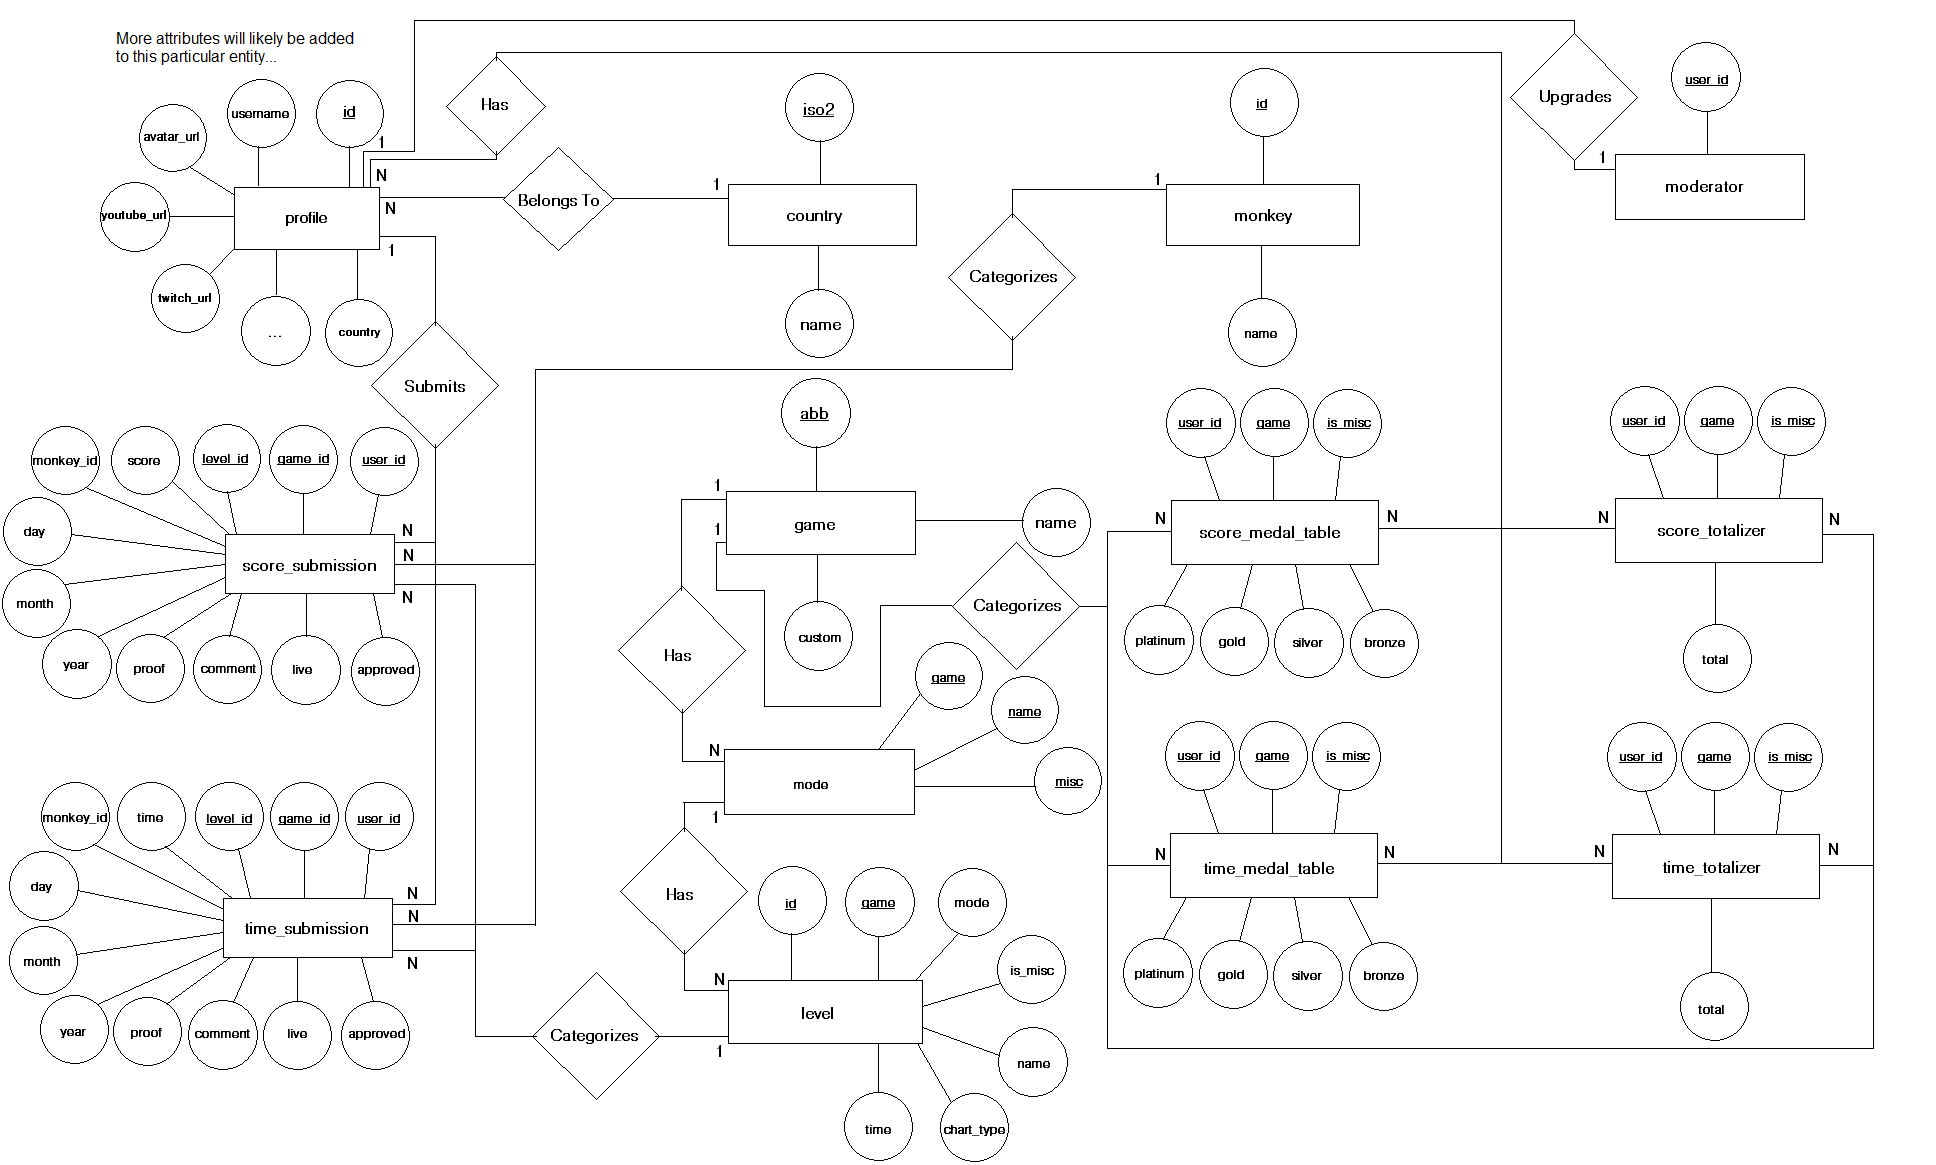 More attributes will likely be added
to this particular entity...
username
id
avatar_url
youtube_url
twitch_url
...
country
profile
1
N
N
1
Has
Belongs To
1
iso2
country
name
Categorizes
1
id
monkey
name
Upgrades
1
user_id
moderator
Submits
monkey_id
score
level_id
game_id
user_id
day
month
year
proof
comment
live
approved
score_submission
N
N
N
abb
1
1
game
name
custom
Has
Categorizes
game
name
misc
N
mode
1
user_id
game
is_misc
N
score_medal_table
N
platinum
gold
silver
bronze
user_id
game
is_misc
N
score_totalizer
N
total
monkey_id
time
level_id
game_id
user_id
day
month
year
proof
comment
live
approved
time_submission
N
N
N
Has
Categorizes
id
game
mode
is_misc
name
chart_type
time
N
level
1
user_id
game
is_misc
N
time_medal_table
N
platinum
gold
silver
bronze
user_id
game
is_misc
N
time_totalizer
N
total